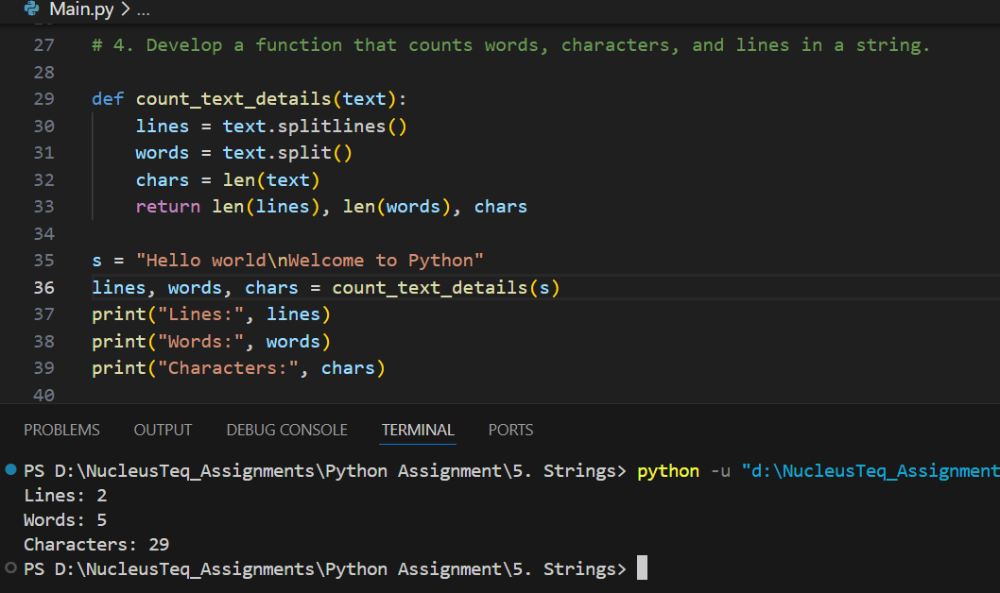 Main.py > ...
27 # 4. Develop a function that counts words, characters, and lines in a string.
28
29 def count_text_details(text):
30     lines = text.splitlines()
31     words = text.split()
32     chars = len(text)
33     return len(lines), len(words), chars
34
35 s = "Hello world\nWelcome to Python"
36 lines, words, chars = count_text_details(s)
37 print("Lines:", lines)
38 print("Words:", words)
39 print("Characters:", chars)
40
PROBLEMS OUTPUT DEBUG CONSOLE TERMINAL PORTS
PS D:\NucleusTeq_Assignments\Python Assignment\5. Strings> python -u "d:\NucleusTeq_Assignment
Lines: 2
Words: 5
Characters: 29
PS D:\NucleusTeq_Assignments\Python Assignment\5. Strings>